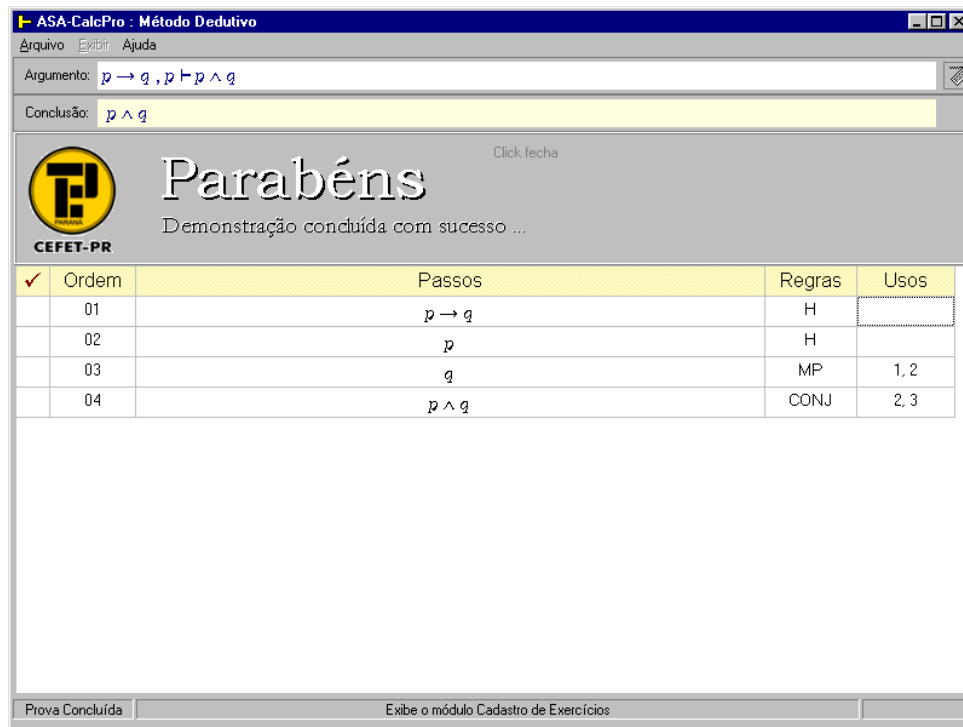 ASA-CalcPro : Método Dedutivo
Arquivo Exibir Ajuda
Argumento: p → q , p ⊢ p ∧ q
Conclusão: p ∧ q
Click fecha
Parabéns
Demonstração concluída com sucesso ...
PARANÁ
CEFET-PR
✓ Ordem Passos Regras Usos
01 p → q H
02 p H
03 q MP 1, 2
04 p ∧ q CONJ 2, 3
Prova Concluída Exibe o módulo Cadastro de Exercícios